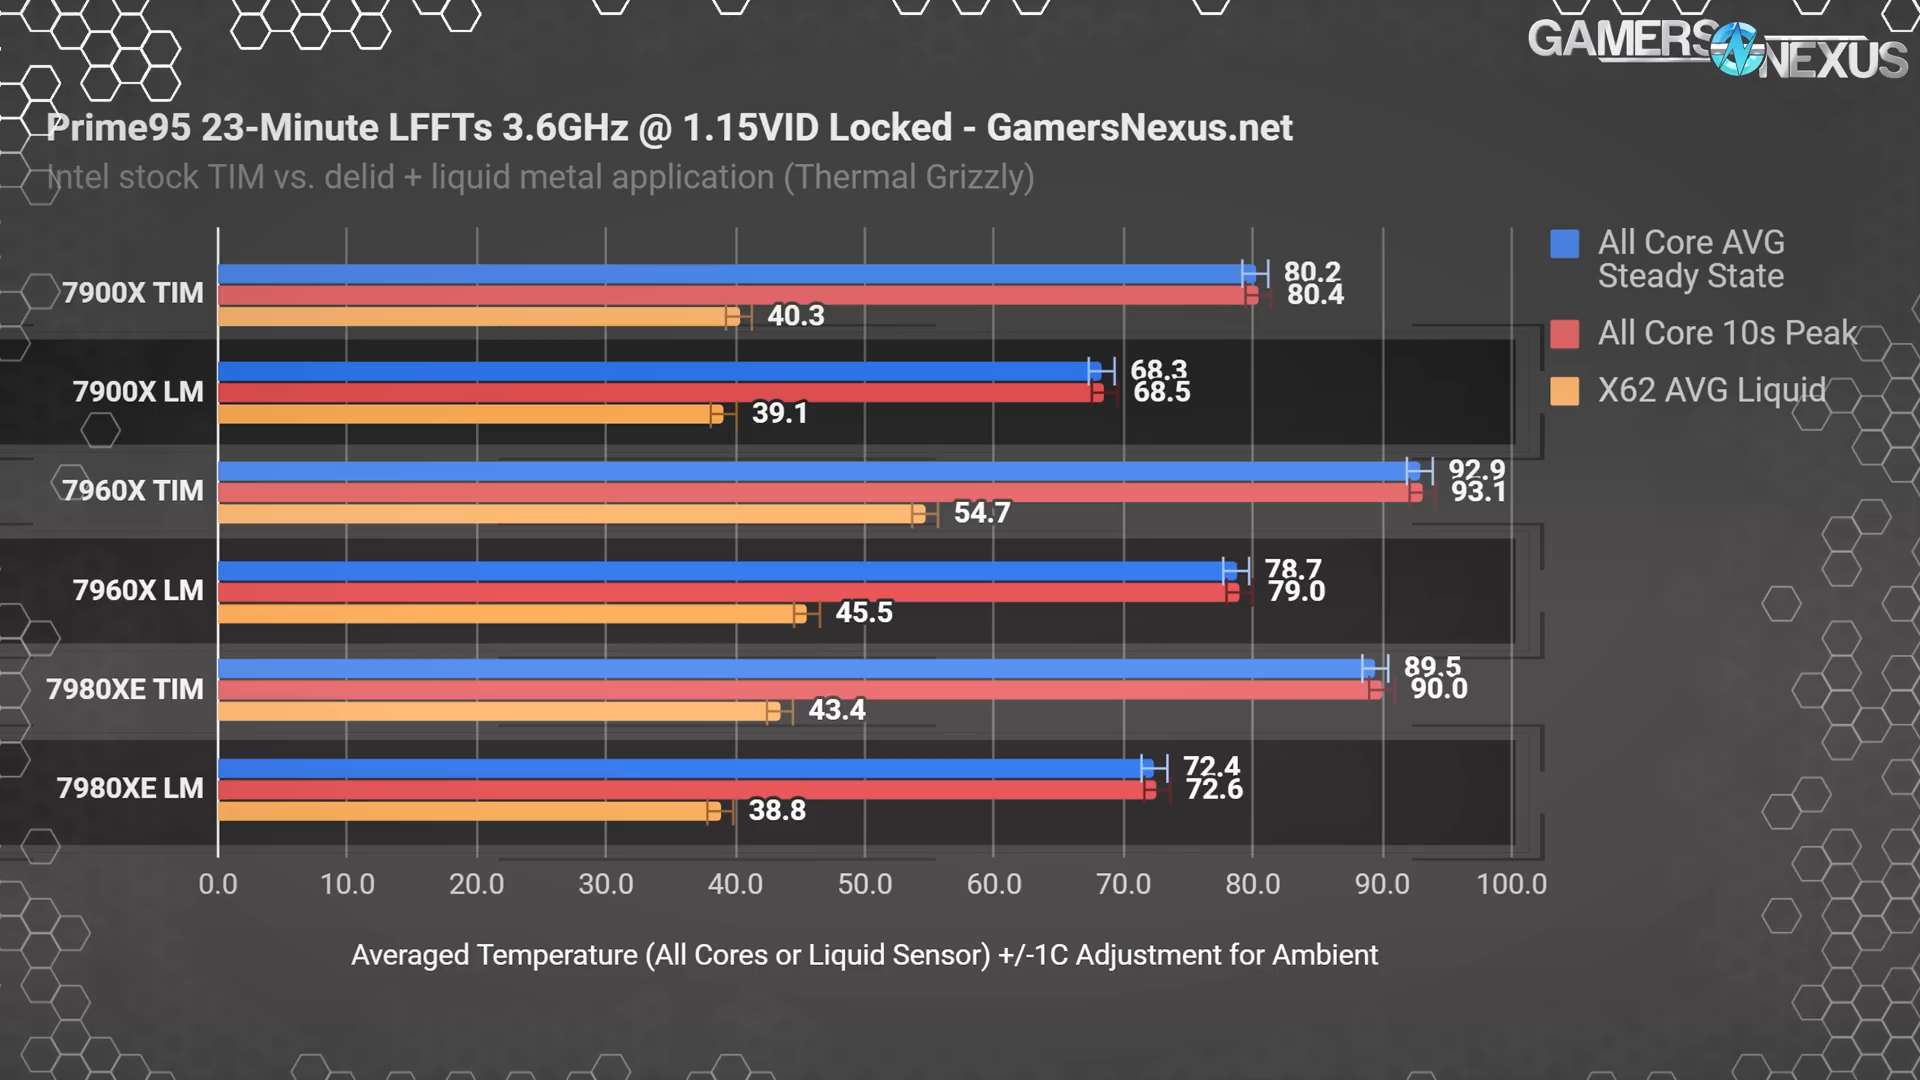 GAMERS NEXUS
Prime95 23-Minute LFFTs 3.6GHz @ 1.15VID Locked - GamersNexus.net
Intel stock TIM vs. delid + liquid metal application (Thermal Grizzly)
All Core AVG
Steady State
All Core 10s Peak
X62 AVG Liquid
7900X TIM
80.2
80.4
40.3
7900X LM
68.3
68.5
39.1
7960X TIM
92.9
93.1
54.7
7960X LM
78.7
79.0
45.5
7980XE TIM
89.5
90.0
43.4
7980XE LM
72.4
72.6
38.8
0.0 10.0 20.0 30.0 40.0 50.0 60.0 70.0 80.0 90.0 100.0
Averaged Temperature (All Cores or Liquid Sensor) +/-1C Adjustment for Ambient